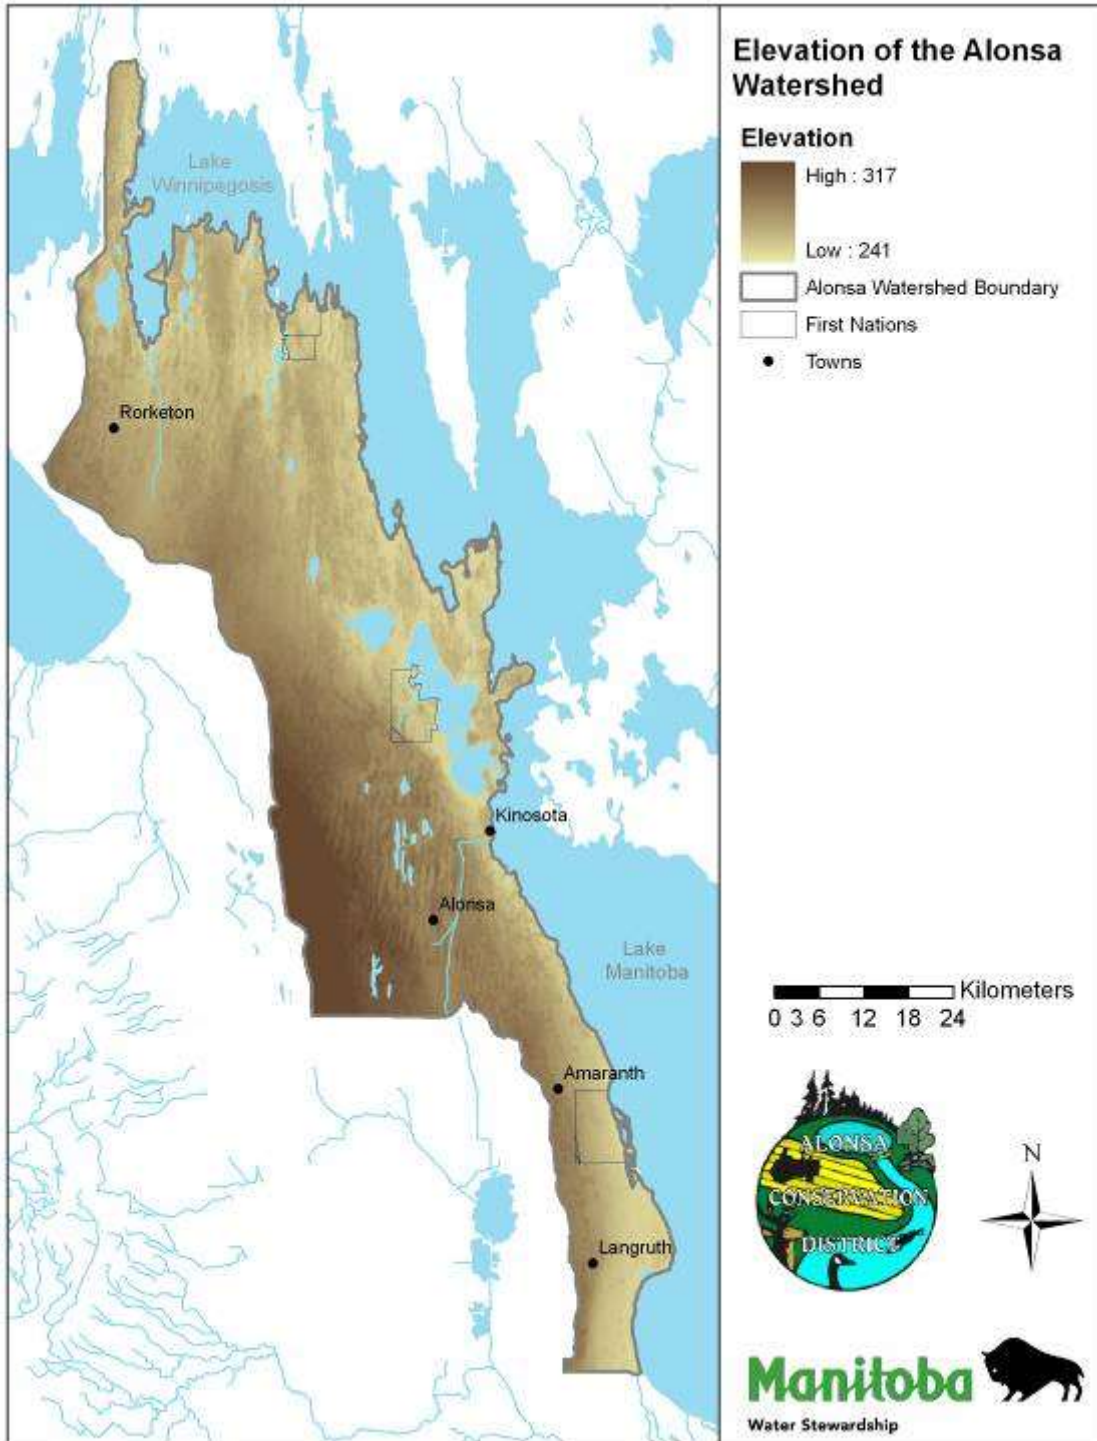 Elevation of the Alonsa
Watershed
Elevation
High : 317
Low : 241
Alonsa Watershed Boundary
First Nations
Towns
Lake
Winnipegosis
Rorketon
Kinosota
Alonsa
Lake
Manitoba
Amaranth
Langruth
Kilometers
0 3 6 12 18 24
ALONSA
CONSERVATION
DISTRICT
N
Manitoba
Water Stewardship